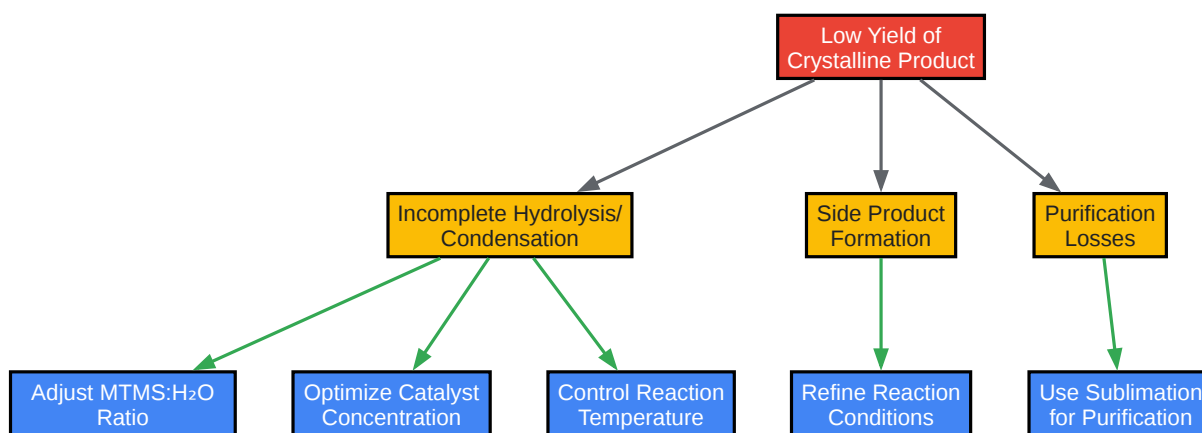 Low Yield of
Crystalline Product
Incomplete Hydrolysis/
Condensation
Side Product
Formation
Purification
Losses
Adjust MTMS:H₂O
Ratio
Optimize Catalyst
Concentration
Control Reaction
Temperature
Refine Reaction
Conditions
Use Sublimation
for Purification